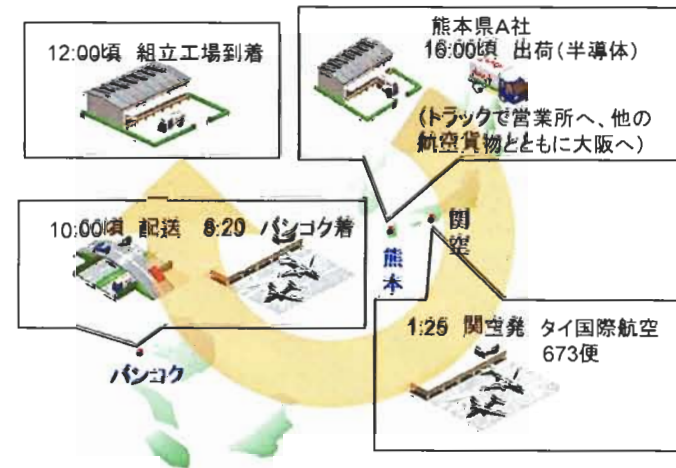 12:00頃 組立工場到着
熊本県A社
16:00頃 出荷(半導体)
(トラックで営業所へ、他の
航空貨物とともに大阪へ)
10:00頃 配送 6:20 バンコク着
関空
熊本
1:25 関空発 タイ国際航空
673便
バンコク